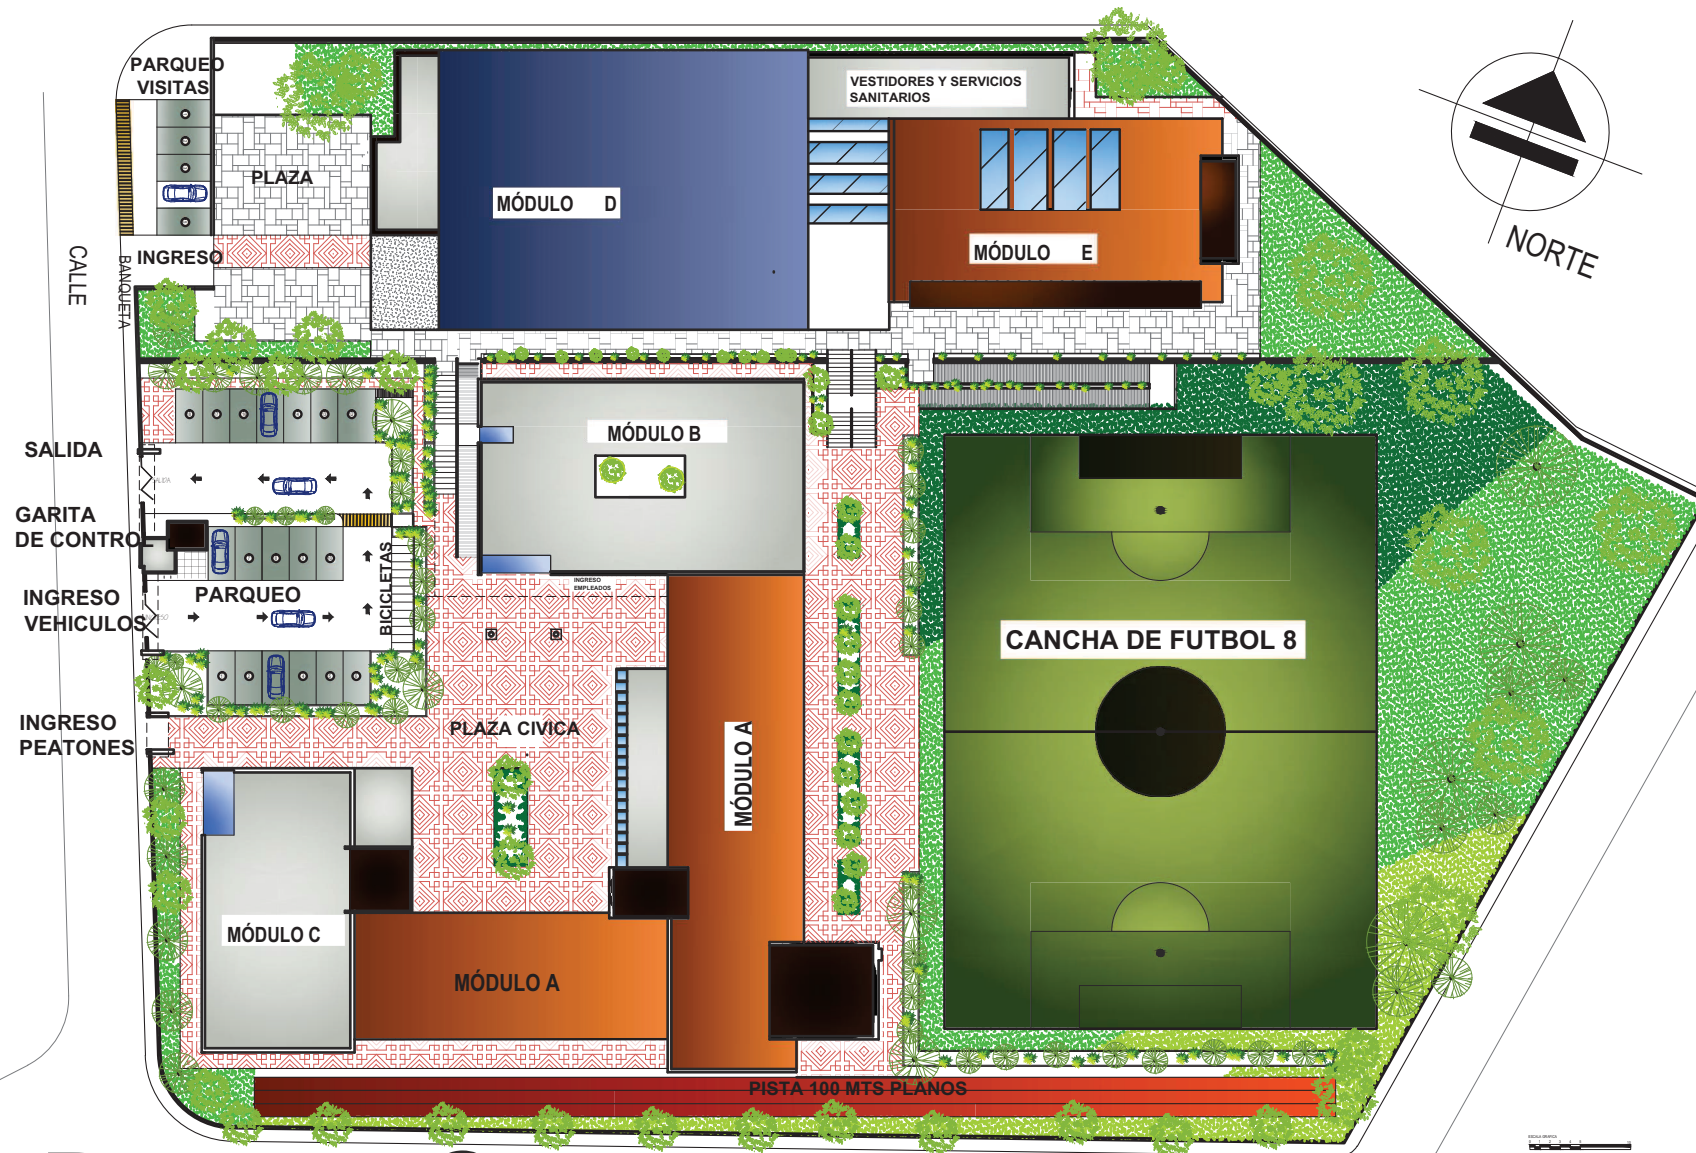 PARQUEO
VISITAS
VESTIDORES Y SERVICIOS
SANITARIOS
PLAZA
MÓDULO D
MÓDULO E
NORTE
INGRESO
CALLE
BANQUETA
SALIDA
MÓDULO B
GARITA
DE CONTROL
INGRESO
VEHICULOS
PARQUEO
BICICLETAS
INGRESO
EMPLEADOS
CANCHA DE FUTBOL 8
INGRESO
PEATONES
PLAZA CIVICA
MÓDULO A
MÓDULO C
MÓDULO A
PISTA 100 MTS PLANOS
ESCALA GRAFICA